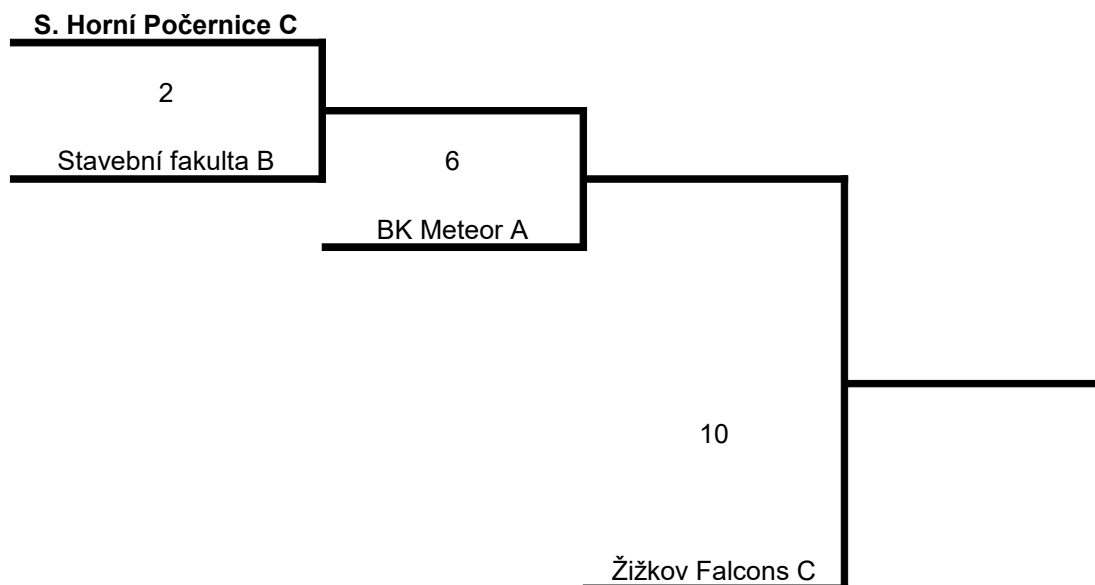 S. Horní Počernice C
2
Stavební fakulta B
6
BK Meteor A
10
Žižkov Falcons C